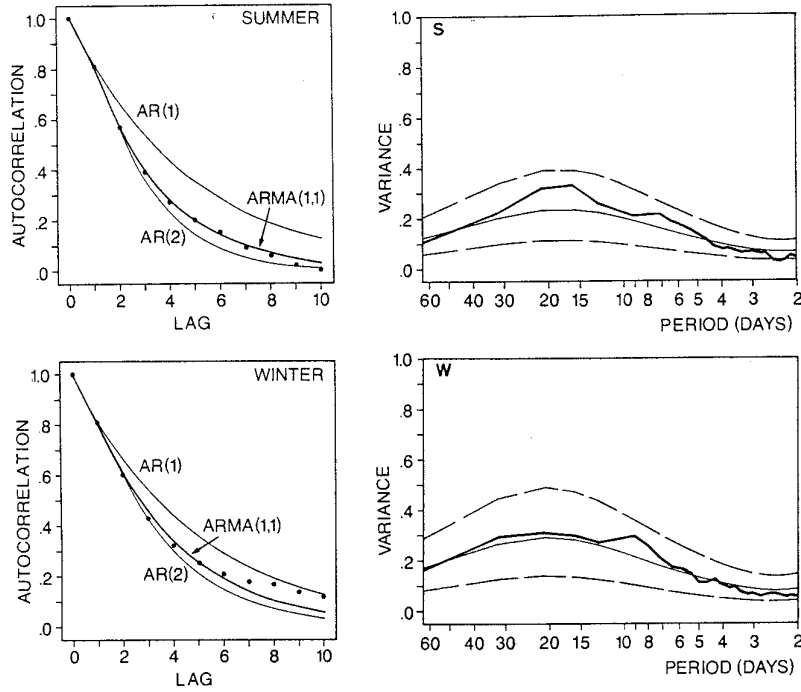 SUMMER
AUTOCORRELATION
1.0
.8
.6
.4
.2
.0
AR(1)
ARMA(1,1)
AR(2)
0 2 4 6 8 10
LAG
S
VARIANCE
1.0
.8
.6
.4
.2
.0
60 40 30 20 15 10 9 8 7 6 5 4 3 2
PERIOD (DAYS)
WINTER
AUTOCORRELATION
1.0
.8
.6
.4
.2
.0
AR(1)
ARMA(1,1)
AR(2)
0 2 4 6 8 10
LAG
W
VARIANCE
1.0
.8
.6
.4
.2
.0
60 40 30 20 15 10 9 8 7 6 5 4 3 2
PERIOD (DAYS)